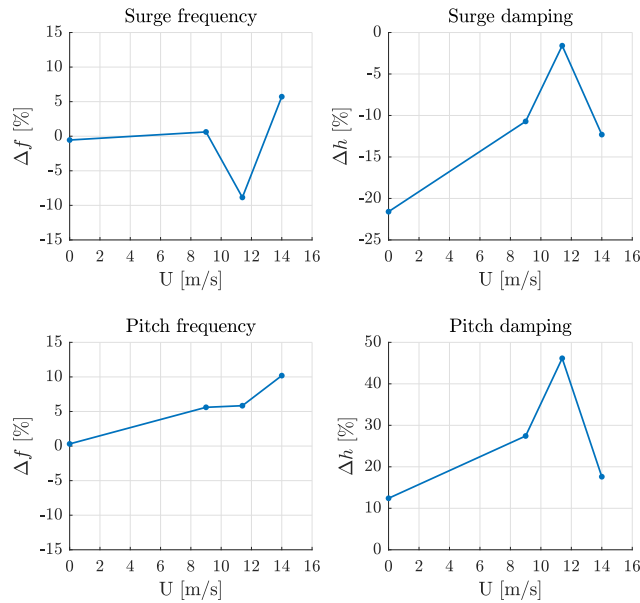 Surge frequency
Δf [%]
15
10
5
0
-5
-10
-15
0 2 4 6 8 10 12 14 16
U [m/s]
Surge damping
Δh [%]
0
-5
-10
-15
-20
-25
0 2 4 6 8 10 12 14 16
U [m/s]
Pitch frequency
Δf [%]
15
10
5
0
-5
-10
-15
0 2 4 6 8 10 12 14 16
U [m/s]
Pitch damping
Δh [%]
50
40
30
20
10
0
0 2 4 6 8 10 12 14 16
U [m/s]